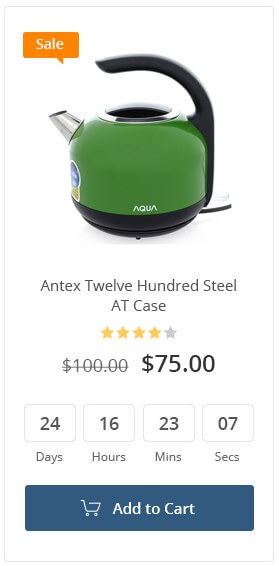 Sale
AQUA
Antex Twelve Hundred Steel
AT Case
$100.00 $75.00
24 16 23 07
Days Hours Mins Secs
Add to Cart